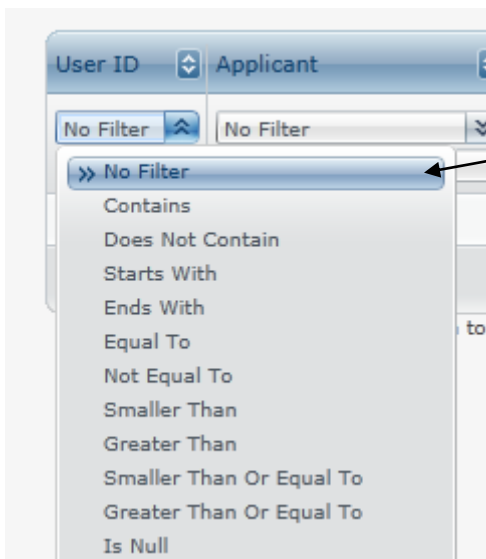 User ID Applicant
No Filter No Filter
» No Filter
Contains
Does Not Contain
Starts With
Ends With
Equal To
to
Not Equal To
Smaller Than
Greater Than
Smaller Than Or Equal To
Greater Than Or Equal To
Is Null